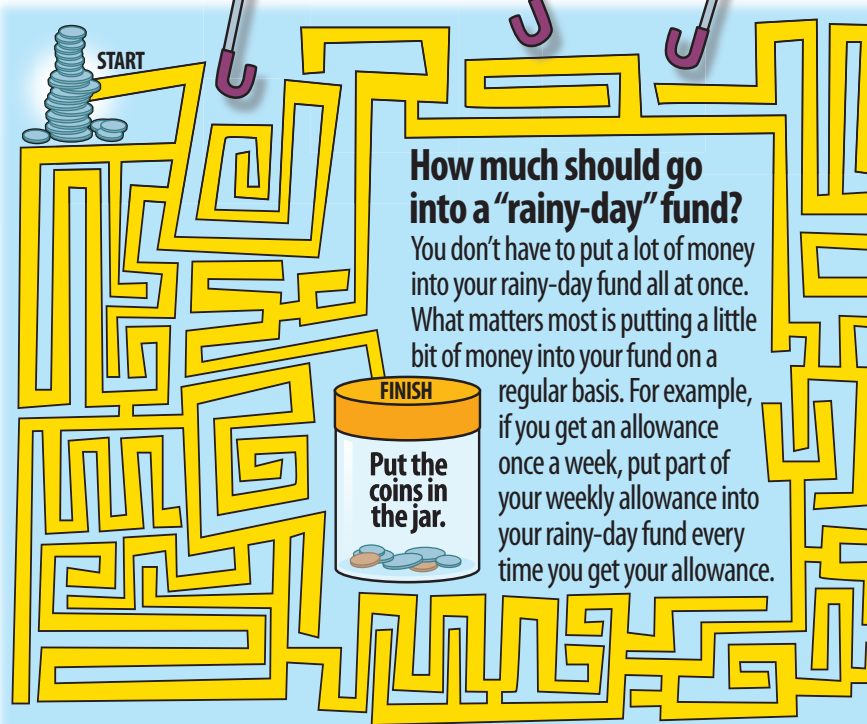 START
How much should go
into a “rainy-day” fund?
You don’t have to put a lot of money
into your rainy-day fund all at once.
What matters most is putting a little
bit of money into your fund on a
regular basis. For example,
if you get an allowance
once a week, put part of
your weekly allowance into
your rainy-day fund every
time you get your allowance.
FINISH
Put the
coins in
the jar.